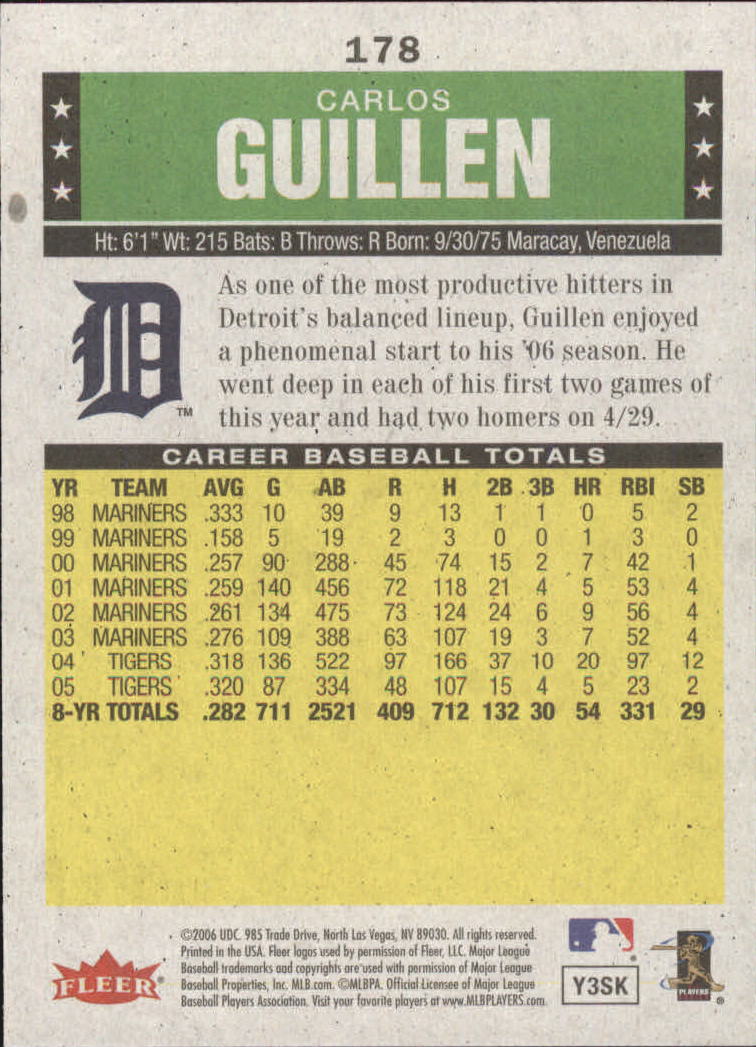 178
CARLOS
GUILLEN
Ht: 6'1" Wt: 215 Bats: B Throws: R Born: 9/30/75 Maracay, Venezuela
As one of the most productive hitters in
Detroit's balanced lineup, Guillen enjoyed
a phenomenal start to his '06 season. He
went deep in each of his first two games of
this year and had two homers on 4/29.
D
TM
CAREER BASEBALL TOTALS
YR TEAM AVG G AB R H 2B 3B HR RBI SB
98 MARINERS .333 10 39 9 13 1 1 0 5 2
99 MARINERS .158 5 19 2 3 0 0 1 3 0
00 MARINERS .257 90 288 45 74 15 2 7 42 1
01 MARINERS .259 140 456 72 118 21 4 5 53 4
02 MARINERS .261 134 475 73 124 24 6 9 56 4
03 MARINERS .276 109 388 63 107 19 3 7 52 4
04 TIGERS .318 136 522 97 166 37 10 20 97 12
05 TIGERS .320 87 334 48 107 15 4 5 23 2
8-YR TOTALS .282 711 2521 409 712 132 30 54 331 29
FLEER®
©2006 UDC. 985 Trade Drive, North Las Vegas, NV 89030. All rights reserved.
Printed in the USA. Fleer logos used by permission of Fleer, LLC. Major League
Baseball trademarks and copyrights are used with permission of Major League
Baseball Properties, Inc. MLB.com. ©MLBPA. Official Licensee of Major League
Baseball Players Association. Visit your favorite players at www.MLBPLAYERS.com.
Y3SK
PLAYERS
®